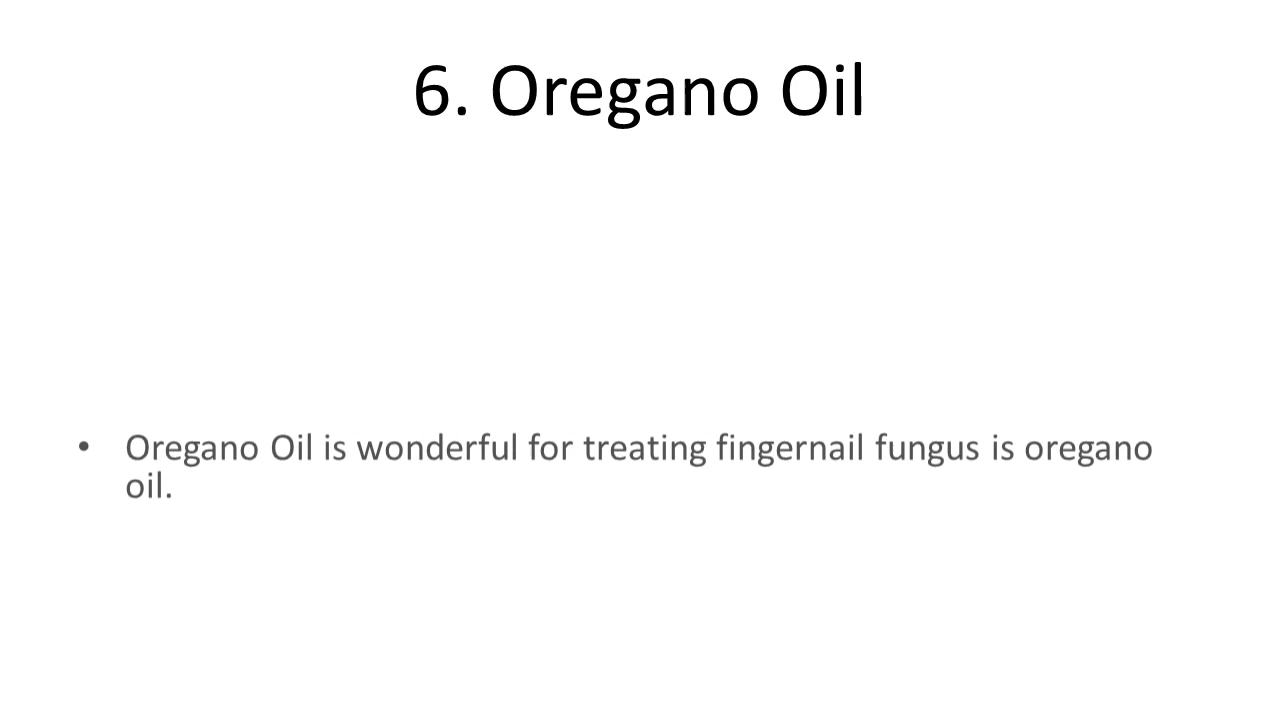 6. Oregano Oil
• Oregano Oil is wonderful for treating fingernail fungus is oregano
oil.